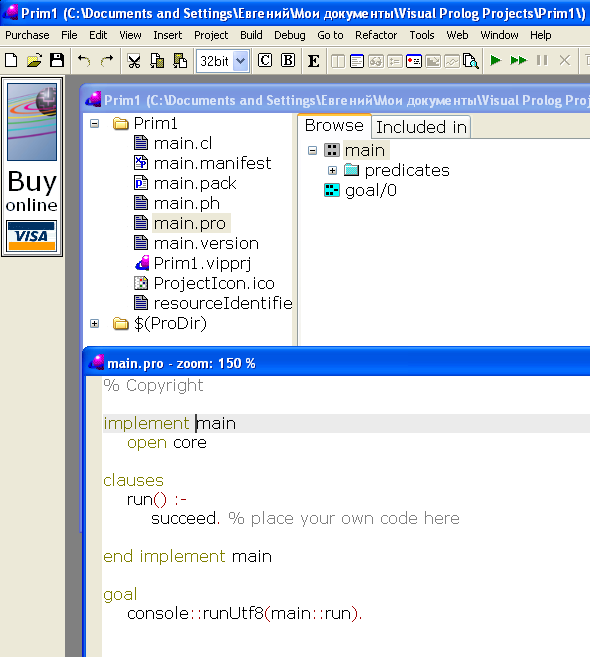 Prim1 (C:\Documents and Settings\Евгений\Мои документы\Visual Prolog Projects\Prim1\)
Purchase File Edit View Insert Project Build Debug Go to Refactor Tools Web Window Help
32bit C B E
Buy
online
VISA
Prim1 (C:\Documents and Settings\Евгений\Мои документы\Visual Prolog Proj
Prim1
main.cl
main.manifest
main.pack
main.ph
main.pro
main.version
Prim1.vipprj
ProjectIcon.ico
resourceIdentifie
$(ProDir)
Browse Included in
main
predicates
goal/0
main.pro - zoom: 150 %
% Copyright
implement main
open core
clauses
run() :-
succeed. % place your own code here
end implement main
goal
console::runUtf8(main::run).